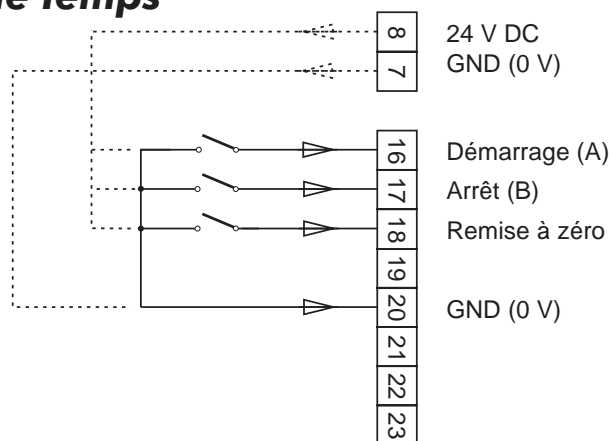 Temps
8 24 V DC
7 GND (0 V)
16 Démarrage (A)
17 Arrêt (B)
18 Remise à zéro
19
20 GND (0 V)
21
22
23